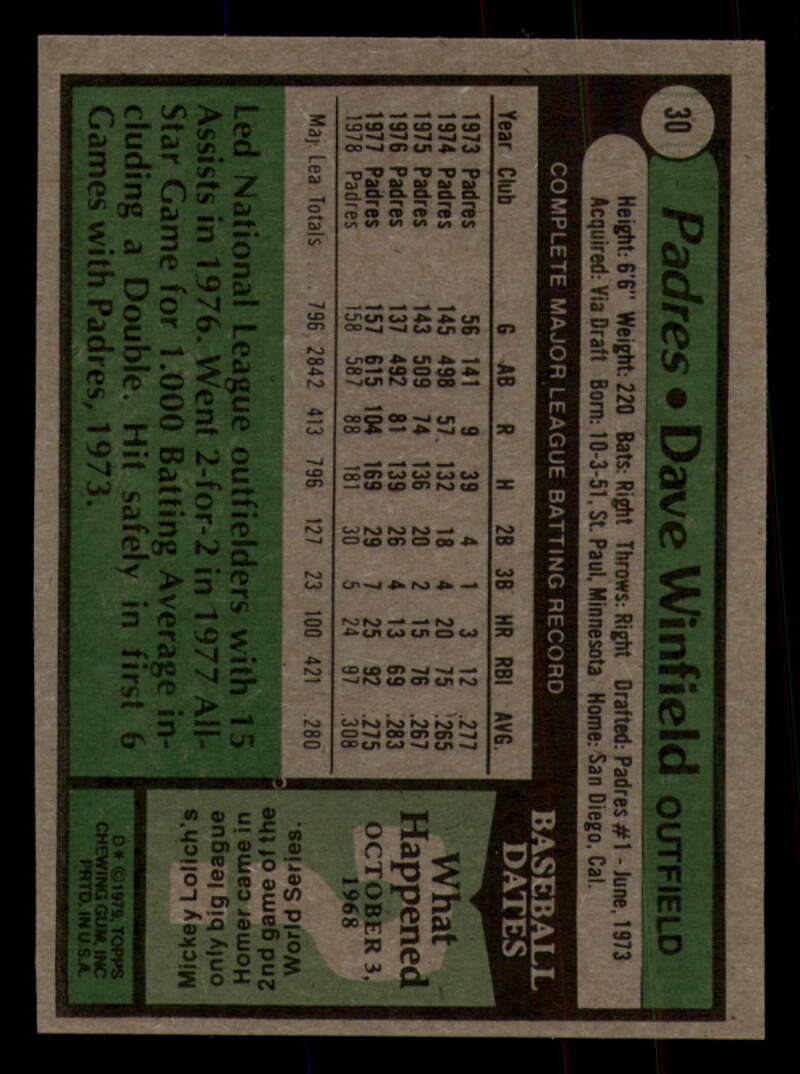 30
Padres • Dave Winfield OUTFIELD
Height: 6'6" Weight: 220 Bats: Right Throws: Right Drafted: Padres #1 - June, 1973
Acquired: Via Draft Born: 10-3-51, St. Paul, Minnesota Home: San Diego, Cal.
COMPLETE MAJOR LEAGUE BATTING RECORD
Year Club G AB R H 2B 3B HR RBI AVG.
1973 Padres 56 141 9 39 4 1 3 12 .277
1974 Padres 145 498 57 132 18 4 20 75 .265
1975 Padres 143 509 74 136 20 2 15 76 .267
1976 Padres 137 492 81 139 26 4 13 69 .283
1977 Padres 157 615 104 169 29 7 25 92 .275
1978 Padres 158 587 88 181 30 5 24 97 .308
Maj. Lea Totals .... 796 2842 413 796 127 23 100 421 .280
Led National League outfielders with 15
Assists in 1976. Went 2-for-2 in 1977 All-
Star Game for 1.000 Batting Average in-
cluding a Double. Hit safely in first 6
Games with Padres, 1973.
BASEBALL
DATES
What
Happened
OCTOBER 3,
1968
Mickey Lolich's
only big league
Homer came in
2nd game of the
World Series.
D* ©1979, TOPPS
CHEWING GUM, INC
PRTD. IN U.S.A.